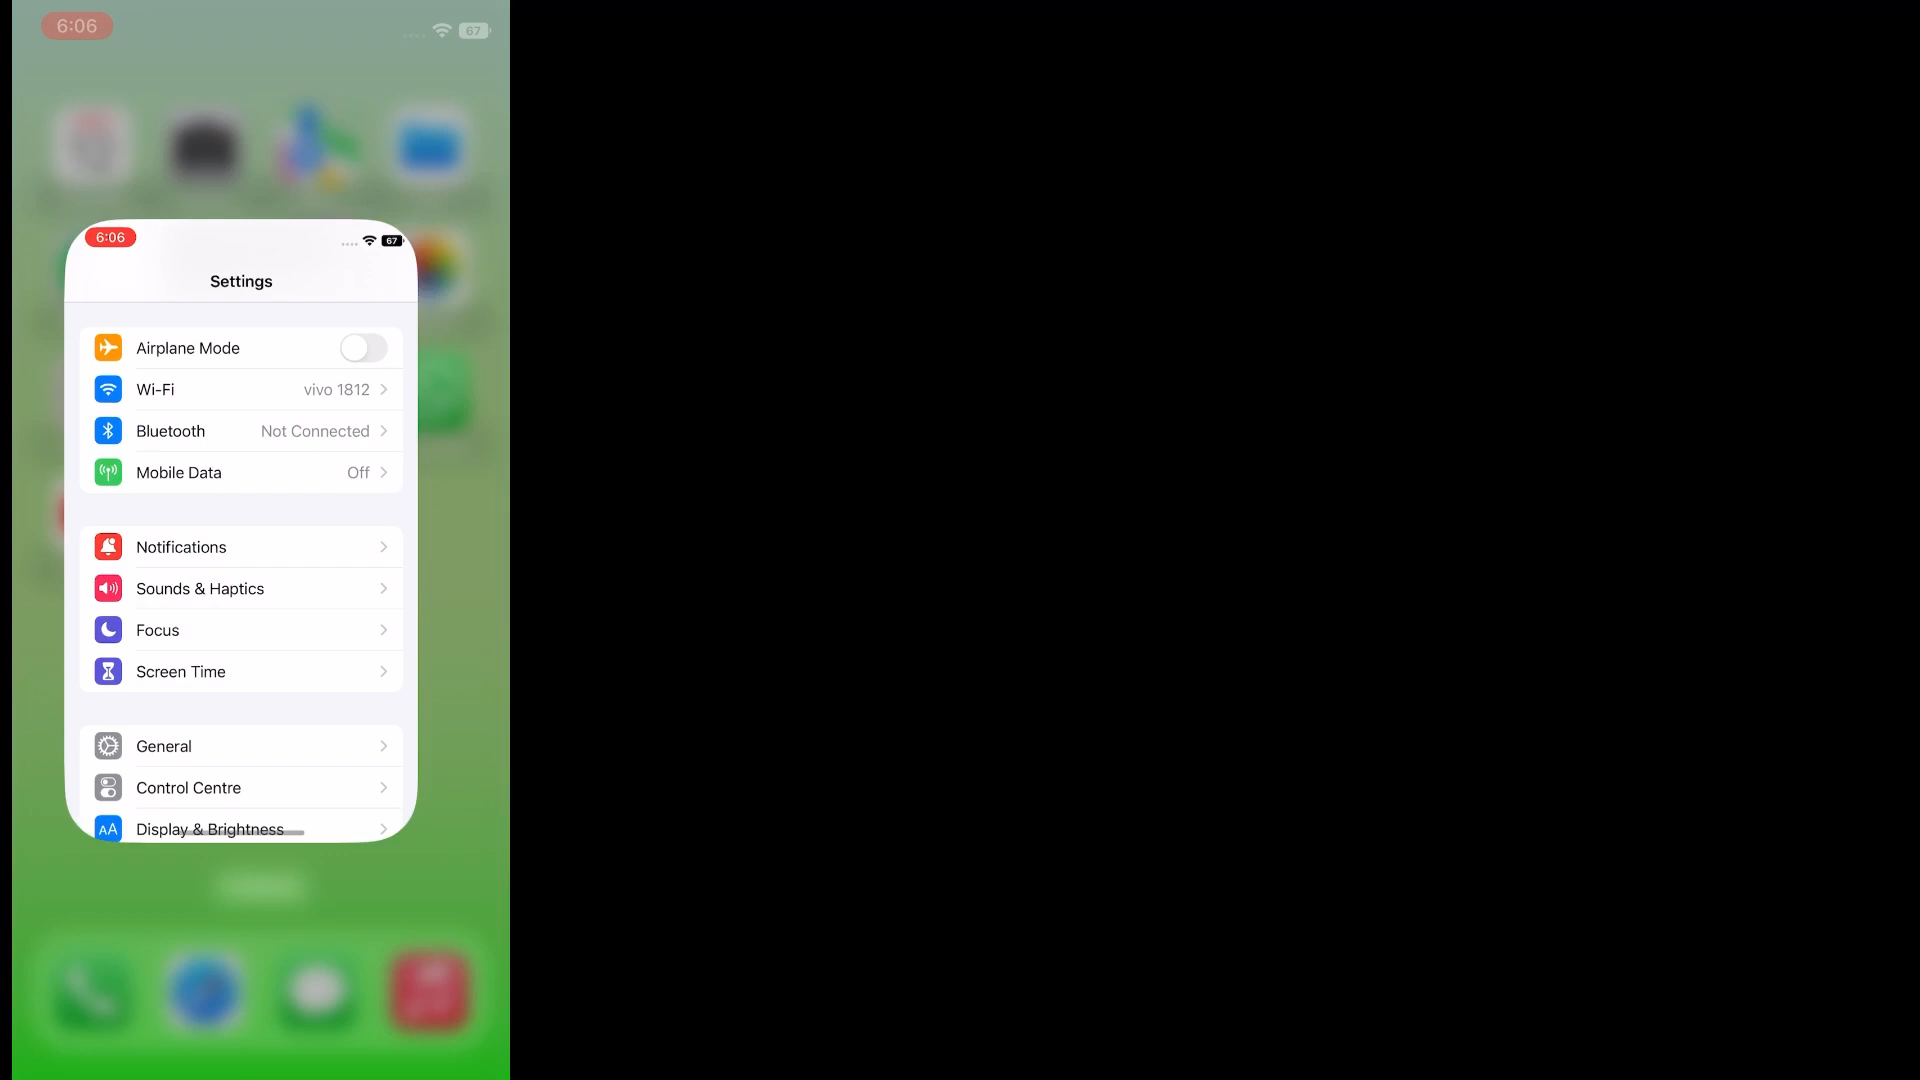 6:06
67
6:06
67
Settings
Airplane Mode
Wi-Fi vivo 1812
Bluetooth Not Connected
Mobile Data Off
Notifications
Sounds & Haptics
Focus
Screen Time
General
Control Centre
AA Display & Brightness